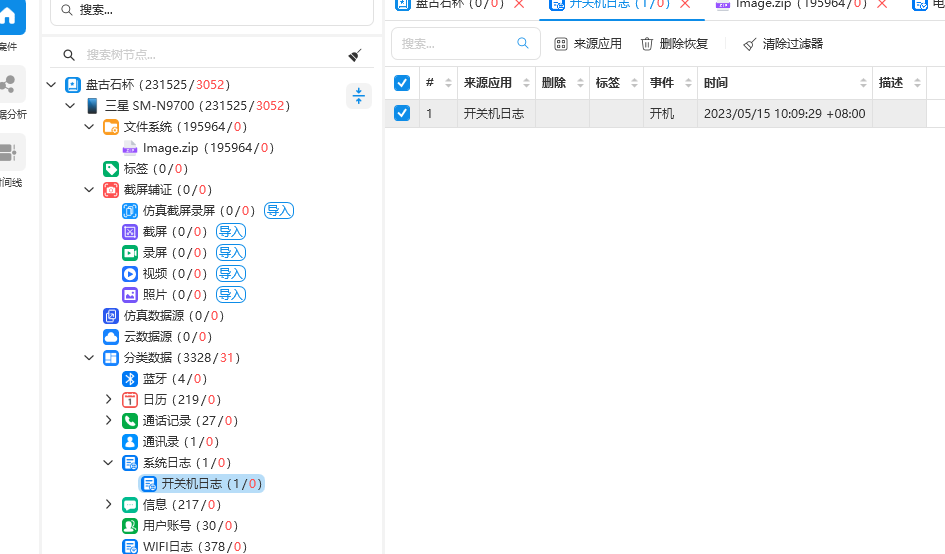 案件
据分析
时间线
搜索...
搜索树节点...
盘古石杯 (231525/3052)
三星 SM-N9700 (231525/3052)
文件系统 (195964/0)
Image.zip (195964/0)
标签 (0/0)
截屏辅证 (0/0)
仿真截屏录屏 (0/0) 导入
截屏 (0/0) 导入
录屏 (0/0) 导入
视频 (0/0) 导入
照片 (0/0) 导入
仿真数据源 (0/0)
云数据源 (0/0)
分类数据 (3328/31)
蓝牙 (4/0)
日历 (219/0)
通话记录 (27/0)
通讯录 (1/0)
系统日志 (1/0)
开关机日志 (1/0)
信息 (217/0)
用户账号 (30/0)
WIFI日志 (378/0)
盘古石杯 (0/0) 开关机日志 (1/0) Image.zip (195964/0) 电
搜索... 来源应用 删除恢复 清除过滤器
# 来源应用 删除 标签 事件 时间 描述
1 开关机日志 开机 2023/05/15 10:09:29 +08:00